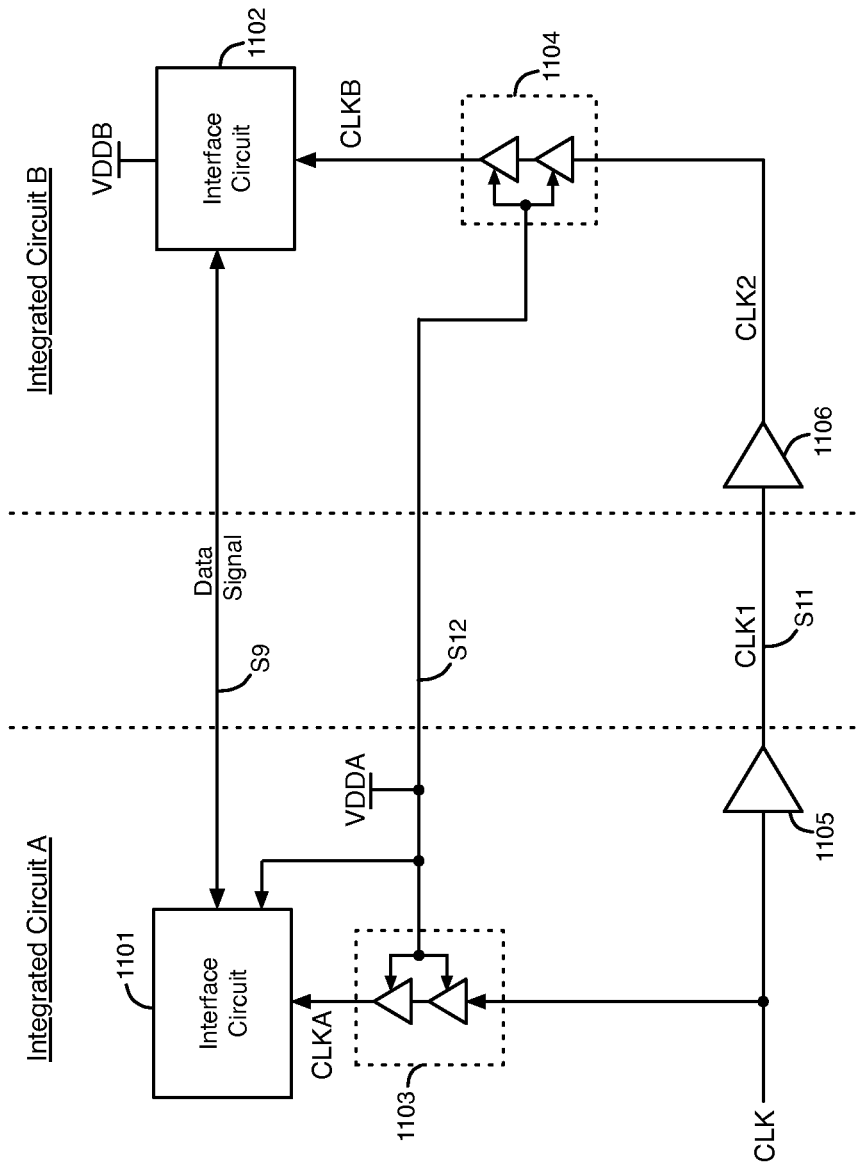 Integrated Circuit A
Integrated Circuit B
1101
Interface
Circuit
Data
Signal
S9
VDDB
Interface
Circuit
1102
CLKA
1103
VDDA
S12
CLKB
1104
CLK
1105
CLK1
S11
1106
CLK2